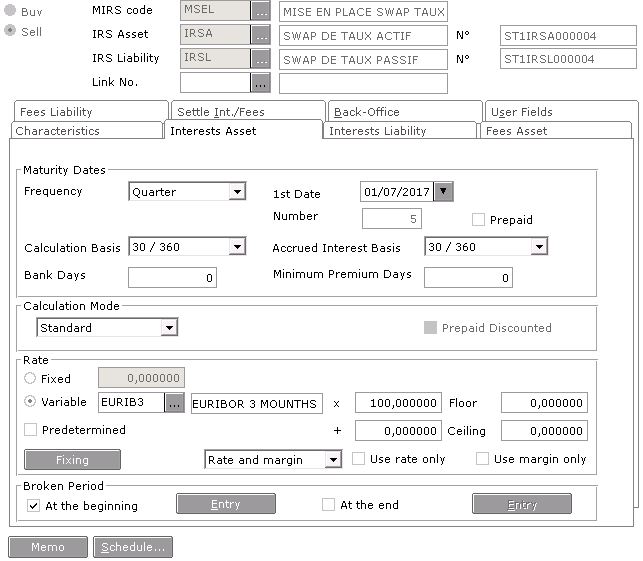 Buy MIRS code MSEL ... MISE EN PLACE SWAP TAUX
Sell IRS Asset IRSA ... SWAP DE TAUX ACTIF N° ST1IRSA000004
IRS Liability IRSL ... SWAP DE TAUX PASSIF N° ST1IRSL000004
Link No. ...
Fees Liability Settle Int./Fees Back-Office User Fields
Characteristics Interests Asset Interests Liability Fees Asset
Maturity Dates
Frequency Quarter 1st Date 01/07/2017
Number 5 Prepaid
Calculation Basis 30 / 360 Accrued Interest Basis 30 / 360
Bank Days 0 Minimum Premium Days 0
Calculation Mode
Standard Prepaid Discounted
Rate
Fixed 0,000000
Variable EURIB3 ... EURIBOR 3 MOUNTHS x 100,000000 Floor 0,000000
Predetermined + 0,000000 Ceiling 0,000000
Fixing Rate and margin Use rate only Use margin only
Broken Period
At the beginning Entry At the end Entry
Memo Schedule...